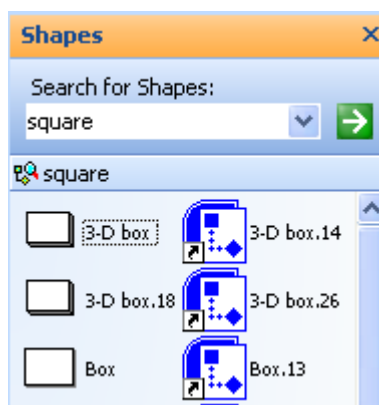 Shapes
Search for Shapes:
square
square
3-D box 3-D box.14
3-D box.18 3-D box.26
Box Box.13